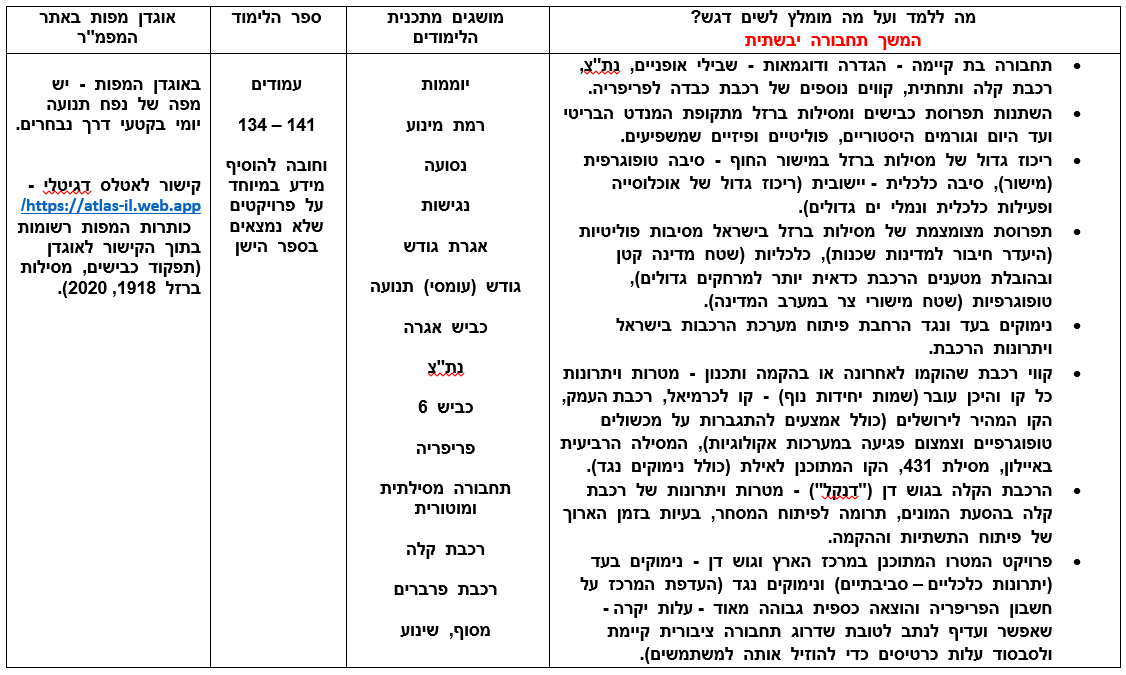 מה ללמד ועל מה מומלץ לשים דגש?
המשך תחבורה יבשתית
מושגים מתכנית
הלימודים
ספר הלימוד
אוגדן מפות באתר
המפמ"ר
• תחבורה בת קיימה - הגדרה ודוגמאות - שבילי אופניים, נת"צ,
רכבת קלה ותחתית, קווים נוספים של רכבת כבדה לפריפריה.
• השתנות תפרוסת כבישים ומסילות ברזל מתקופת המנדט הבריטי
ועד היום וגורמים היסטוריים, פוליטיים ופיזיים שמשפיעים.
• ריכוז גדול של מסילות ברזל במישור החוף - סיבה טופוגרפית
(מישור), סיבה כלכלית - יישובית (ריכוז גדול של אוכלוסייה
ופעילות כלכלית ונמלי ים גדולים).
• תפרוסת מצומצמת של מסילות ברזל בישראל מסיבות פוליטיות
(היעדר חיבור למדינות שכנות), כלכליות (שטח מדינה קטן
ובהובלת מטענים הרכבת כדאית יותר למרחקים גדולים),
טופוגרפיות (שטח מישורי צר במערב המדינה).
• נימוקים בעד ונגד הרחבת פיתוח מערכת הרכבות בישראל
ויתרונות הרכבת.
• קווי רכבת שהוקמו לאחרונה או בהקמה ותכנון - מטרות ויתרונות
כל קו והיכן עובר (שמות יחידות נוף) - קו לכרמיאל, רכבת העמק,
הקו המהיר לירושלים (כולל אמצעים להתגברות על מכשולים
טופוגרפיים וצמצום פגיעה במערכות אקולוגיות), המסילה הרביעית
באיילון, מסילת 431, הקו המתוכנן לאילת (כולל נימוקים נגד).
• הרכבת הקלה בגוש דן ("דנקל") - מטרות ויתרונות של רכבת
קלה בהסעת המונים, תרומה לפיתוח המסחר, בעיות בזמן הארוך
של פיתוח התשתיות וההקמה.
• פרויקט המטרו המתוכנן במרכז הארץ וגוש דן - נימוקים בעד
(יתרונות כלכליים – סביבתיים) ונימוקים נגד (העדפת המרכז על
חשבון הפריפריה והוצאה כספית גבוהה מאוד - עלות יקרה -
שאפשר ועדיף לנתב לטובת שדרוג תחבורה ציבורית קיימת
ולסבסוד עלות כרטיסים כדי להוזיל אותה למשתמשים).
יוממות
רמת מינוע
נסועה
נגישות
אגרת גודש
גודש (עומסי) תנועה
כביש אגרה
נת"צ
כביש 6
פריפריה
תחבורה מסילתית
ומוטורית
רכבת קלה
רכבת פרברים
מסוף, שינוע
עמודים
134 – 141
וחובה להוסיף
מידע במיוחד
על פרויקטים
שלא נמצאים
בספר הישן
באוגדן המפות - יש
מפה של נפח תנועה
יומי בקטעי דרך נבחרים.
קישור לאטלס דגיטלי -
https://atlas-il.web.app/
כותרות המפות רשומות
בתוך הקישור לאוגדן
(תפקוד כבישים, מסילות
ברזל 1918, 2020).